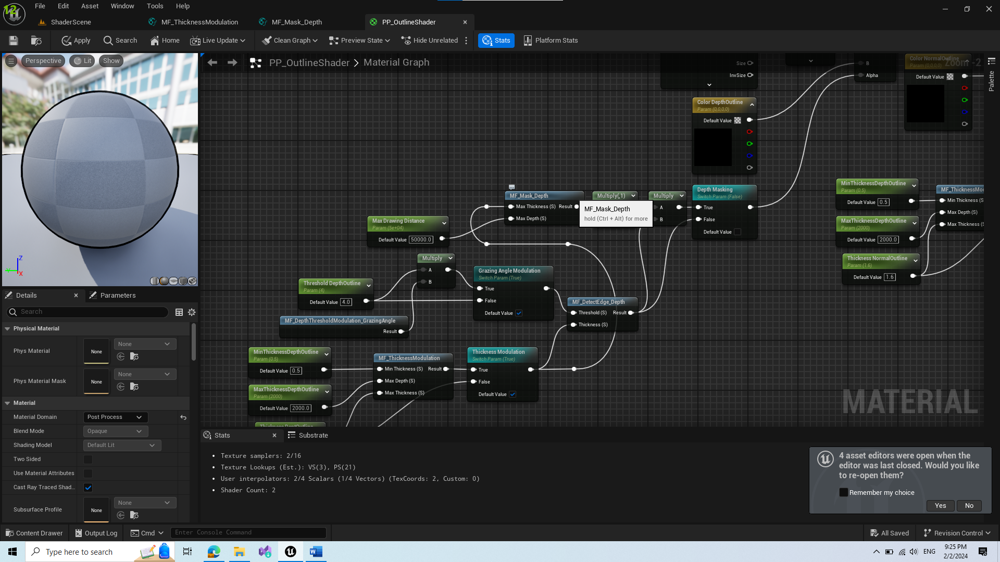 File Edit Asset Window Tools Help
ShaderScene MF_ThicknessModulation MF_Mask_Depth PP_OutlineShader
Apply Search Home Live Update Clean Graph Preview State Hide Unrelated Stats Platform Stats
Perspective Lit Show
PP_OutlineShader Material Graph
Zoom -2
Palette
Size
InvSize
B
Alpha
Color NormalOutline
Param (0,0,0,0)
Default Value
Color DepthOutline
Param (0,0,0,0)
Default Value
MF_Mask_Depth
Max Thickness (S) Result
Max Depth (S)
Multiply(,1)
Multiply
A
B
MF_Mask_Depth
hold (Ctrl + Alt) for more
Depth Masking
Switch Param (False)
True
False
Default Value
MinThicknessDepthOutline
Param (0.5)
Default Value 0.5
MaxThicknessDepthOutline
Param (2000)
Default Value 2000.0
Thickness NormalOutline
Param (1.6)
Default Value 1.6
MF_ThicknessMod
Min Thickness (S
Max Depth (S)
Max Thickness (S
Max Drawing Distance
Param (5e+04)
Default Value 50000.0
Multiply
A
B
Threshold DepthOutline
Param (4)
Default Value 4.0
Grazing Angle Modulation
Switch Param (True)
True
False
Default Value
MF_DepthThresholdModulation_GrazingAngle
Result
MF_DetectEdge_Depth
Threshold (S) Result
Thickness (S)
MinThicknessDepthOutline
Param (0.5)
Default Value 0.5
MaxThicknessDepthOutline
Param (2000)
Default Value 2000.0
Thickness DeptOutline
MF_ThicknessModulation
Min Thickness (S) Result
Max Depth (S)
Max Thickness (S)
Thickness Modulation
Switch Param (True)
True
False
Default Value
MATERIAL
Z
Y
X
Details Parameters
Search
Physical Material
Phys Material None None
Phys Material Mask None None
Material
Material Domain Post Process
Blend Mode Opaque
Shading Model Default Lit
Two Sided
Use Material Attributes
Cast Ray Traced Shad...
Subsurface Profile None None
Stats Substrate
Texture samplers: 2/16
Texture Lookups (Est.): VS(3), PS(21)
User interpolators: 2/4 Scalars (1/4 Vectors) (TexCoords: 2, Custom: 0)
Shader Count: 2
4 asset editors were open when the
editor was last closed. Would you like
to re-open them?
Remember my choice
Yes No
Content Drawer Output Log Cmd Enter Console Command All Saved Revision Control
Type here to search
ENG
9:25 PM
2/2/2024